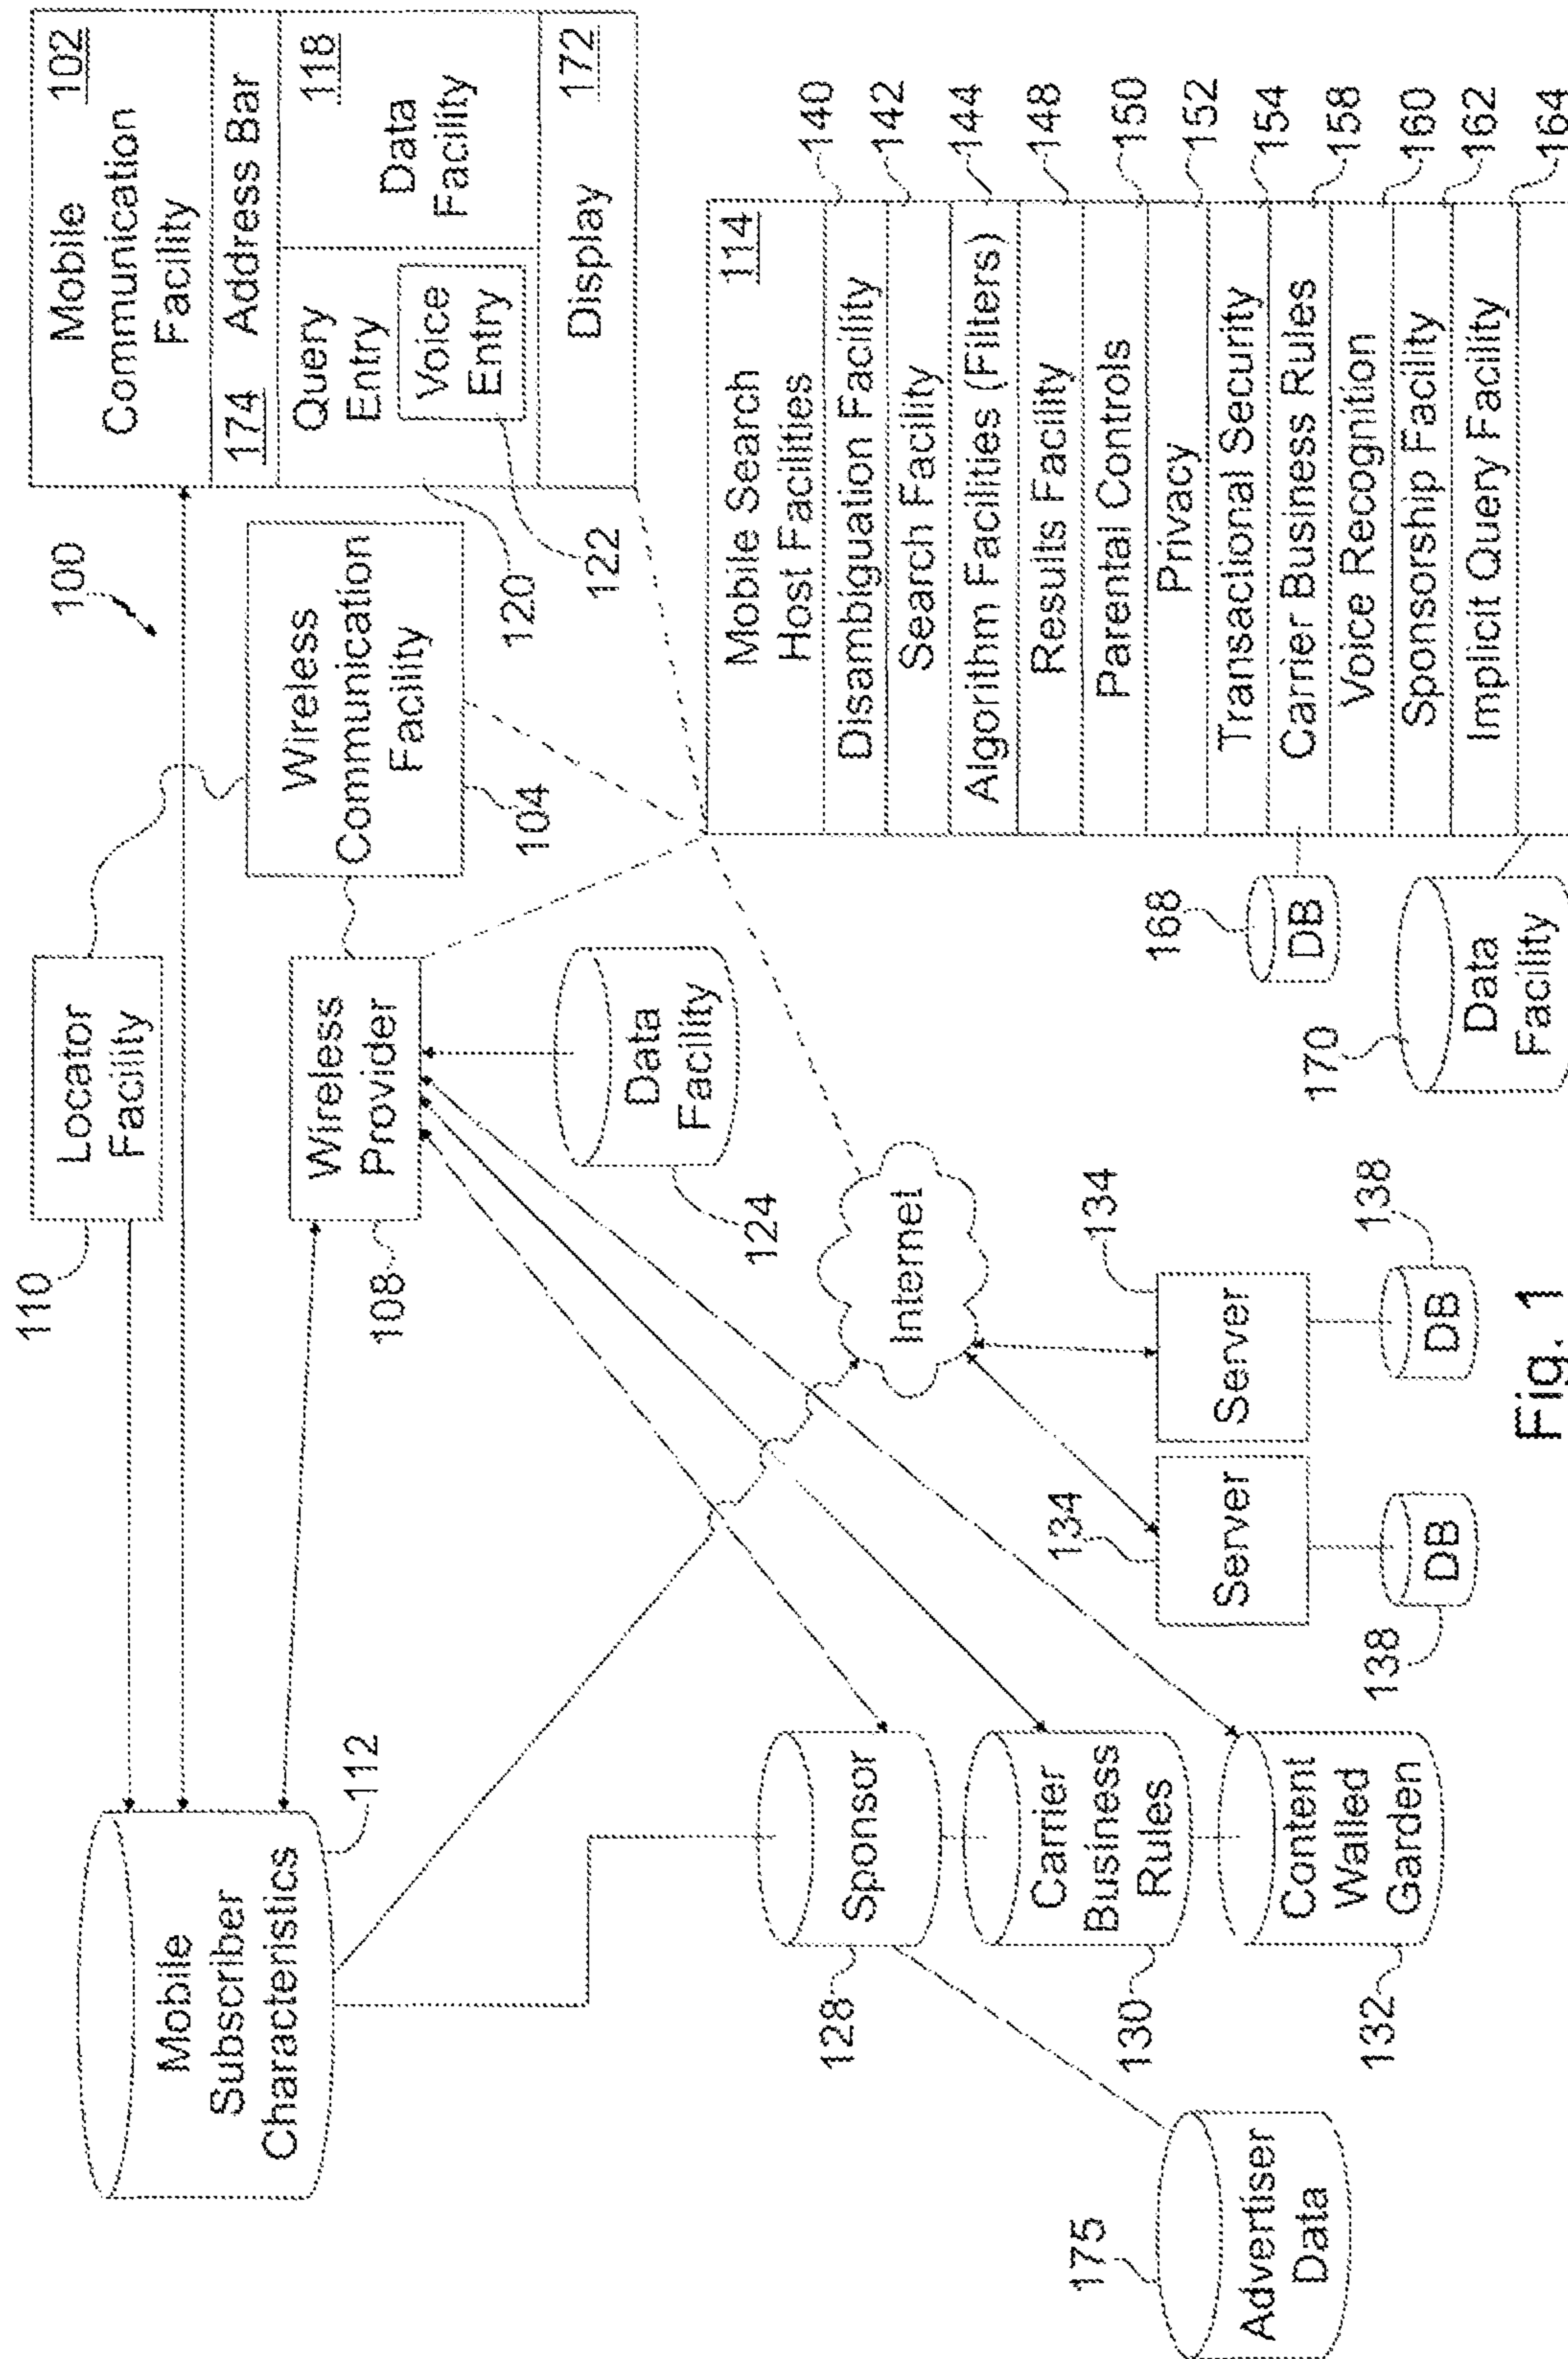 110
Locator
Facility
100
Mobile
102
Communication
Facility
174
Address Bar
Query
Entry
Voice
Entry
118
Data
Facility
Display
172
120
122
Mobile
Subscriber
Characteristics
112
Wireless
Provider
108
Wireless
Communication
Facility
104
Data
Facility
124
Internet
Sponsor
128
Carrier
Business
Rules
130
Content
Walled
Garden
132
175
Advertiser
Data
134
Server
134
Server
DB
138
DB
138
Mobile Search
114
Host Facilities
Disambiguation Facility
140
Search Facility
142
Algorithm Facilities (Filters)
144
Results Facility
148
Parental Controls
150
Privacy
152
Transactional Security
154
Carrier Business Rules
158
Voice Recognition
160
Sponsorship Facility
162
Implicit Query Facility
164
168
DB
170
Data
Facility
Fig. 1